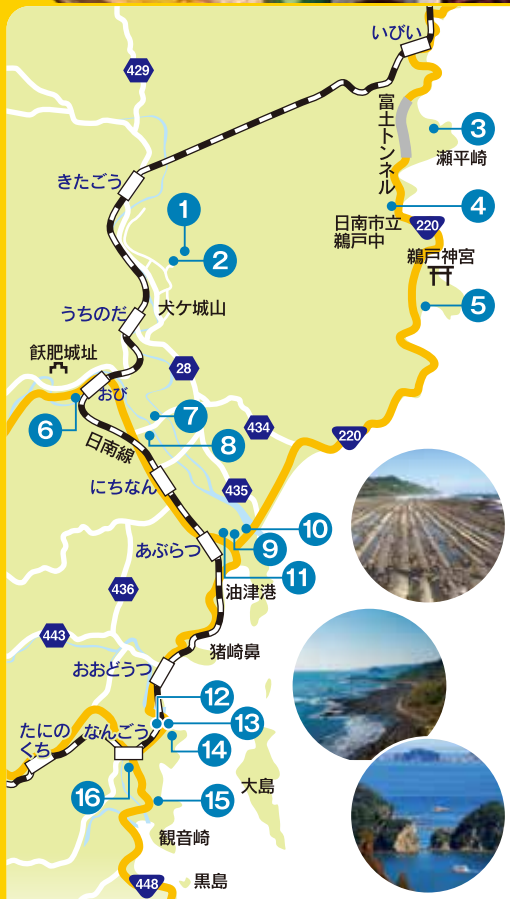 いびい
429
富土トンネル
3
瀬平崎
きたごう
4
日南市立
鵜戸中
220
1
2
鵜戸神宮
5
犬ケ城山
うちのだ
飫肥城址
28
おび
6
7
434
220
8
日南線
にちなん
435
10
9
あぶらつ
11
油津港
436
443
猪崎鼻
おおどうつ
12
13
たにの
くち
なんごう
14
大島
16
15
観音崎
448
黒島